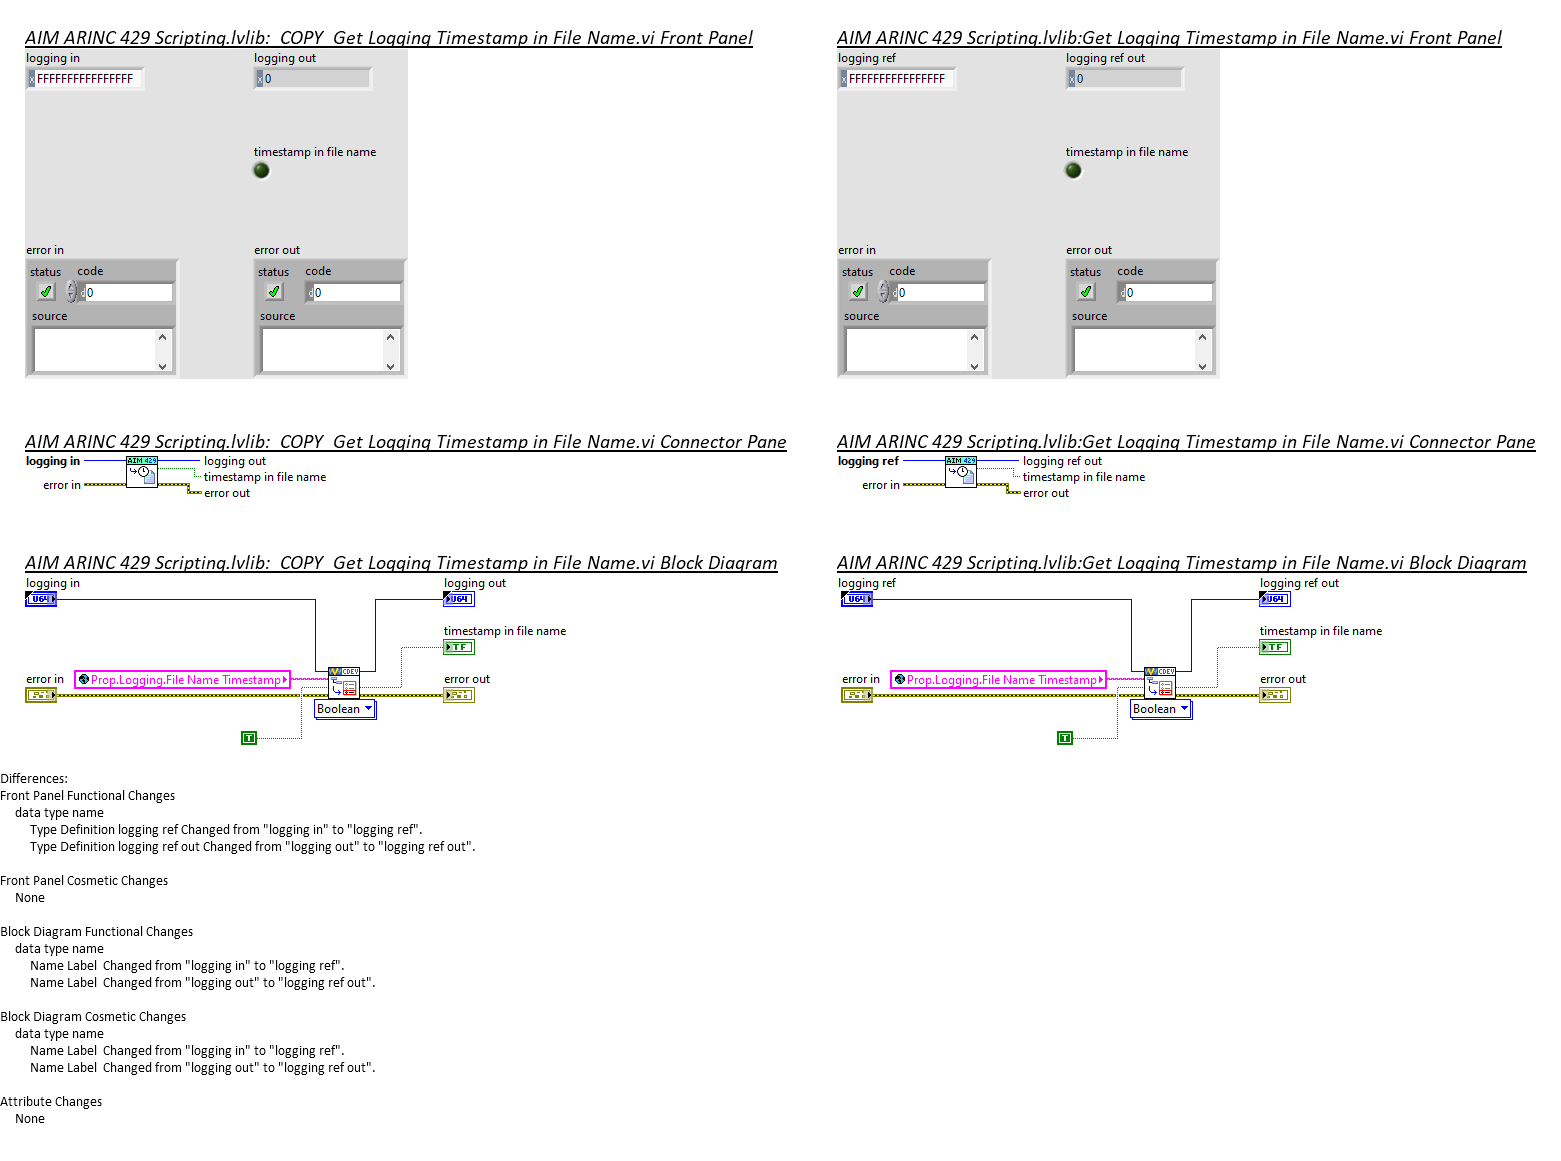 AIM ARINC 429 Scripting.lvlib:_COPY_Get Logging Timestamp in File Name.vi Front Panel
logging in
x FFFFFFFFFFFFFFFF
logging out
x 0
timestamp in file name
error in
status
code
d 0
source
error out
status
code
d 0
source
AIM ARINC 429 Scripting.lvlib:Get Logging Timestamp in File Name.vi Front Panel
logging ref
x FFFFFFFFFFFFFFFF
logging ref out
x 0
timestamp in file name
error in
status
code
d 0
source
error out
status
code
d 0
source
AIM ARINC 429 Scripting.lvlib:_COPY_Get Logging Timestamp in File Name.vi Connector Pane
logging in
error in
AIM 429
logging out
timestamp in file name
error out
AIM ARINC 429 Scripting.lvlib:Get Logging Timestamp in File Name.vi Connector Pane
logging ref
error in
AIM 429
logging ref out
timestamp in file name
error out
AIM ARINC 429 Scripting.lvlib:_COPY_Get Logging Timestamp in File Name.vi Block Diagram
logging in
U64
logging out
U64
timestamp in file name
TF
error in
Prop.Logging.File Name Timestamp
CDEV
error out
Boolean
T
AIM ARINC 429 Scripting.lvlib:Get Logging Timestamp in File Name.vi Block Diagram
logging ref
U64
logging ref out
U64
timestamp in file name
TF
error in
Prop.Logging.File Name Timestamp
CDEV
error out
Boolean
T
Differences:
Front Panel Functional Changes
data type name
Type Definition logging ref Changed from "logging in" to "logging ref".
Type Definition logging ref out Changed from "logging out" to "logging ref out".
Front Panel Cosmetic Changes
None
Block Diagram Functional Changes
data type name
Name Label  Changed from "logging in" to "logging ref".
Name Label  Changed from "logging out" to "logging ref out".
Block Diagram Cosmetic Changes
data type name
Name Label  Changed from "logging in" to "logging ref".
Name Label  Changed from "logging out" to "logging ref out".
Attribute Changes
None